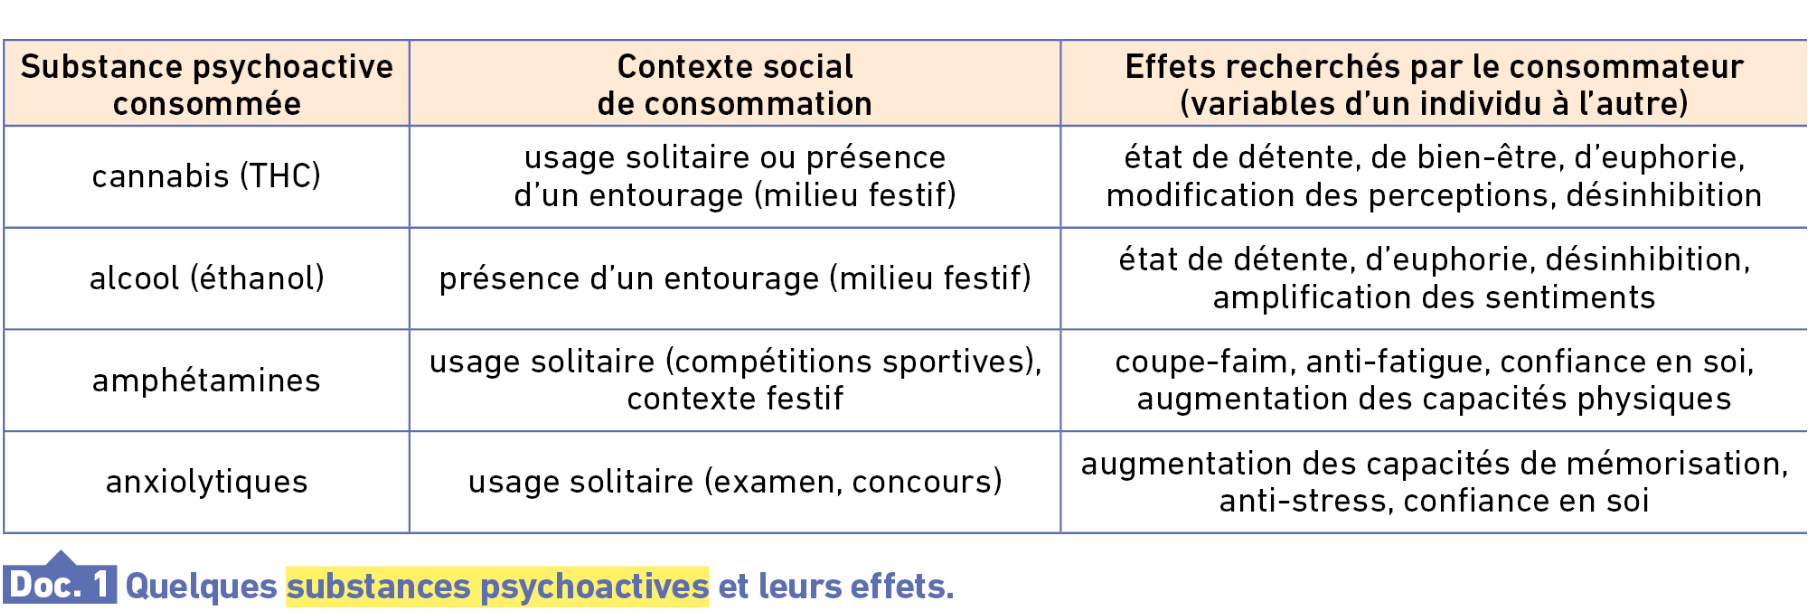 Substance psychoactive
consommée
Contexte social
de consommation
Effets recherchés par le consommateur
(variables d'un individu à l'autre)
cannabis (THC)
usage solitaire ou présence
d'un entourage (milieu festif)
état de détente, de bien-être, d'euphorie,
modification des perceptions, désinhibition
alcool (éthanol)
présence d'un entourage (milieu festif)
état de détente, d'euphorie, désinhibition,
amplification des sentiments
amphétamines
usage solitaire (compétitions sportives),
contexte festif
coupe-faim, anti-fatigue, confiance en soi,
augmentation des capacités physiques
anxiolytiques
usage solitaire (examen, concours)
augmentation des capacités de mémorisation,
anti-stress, confiance en soi
Doc. 1 Quelques substances psychoactives et leurs effets.